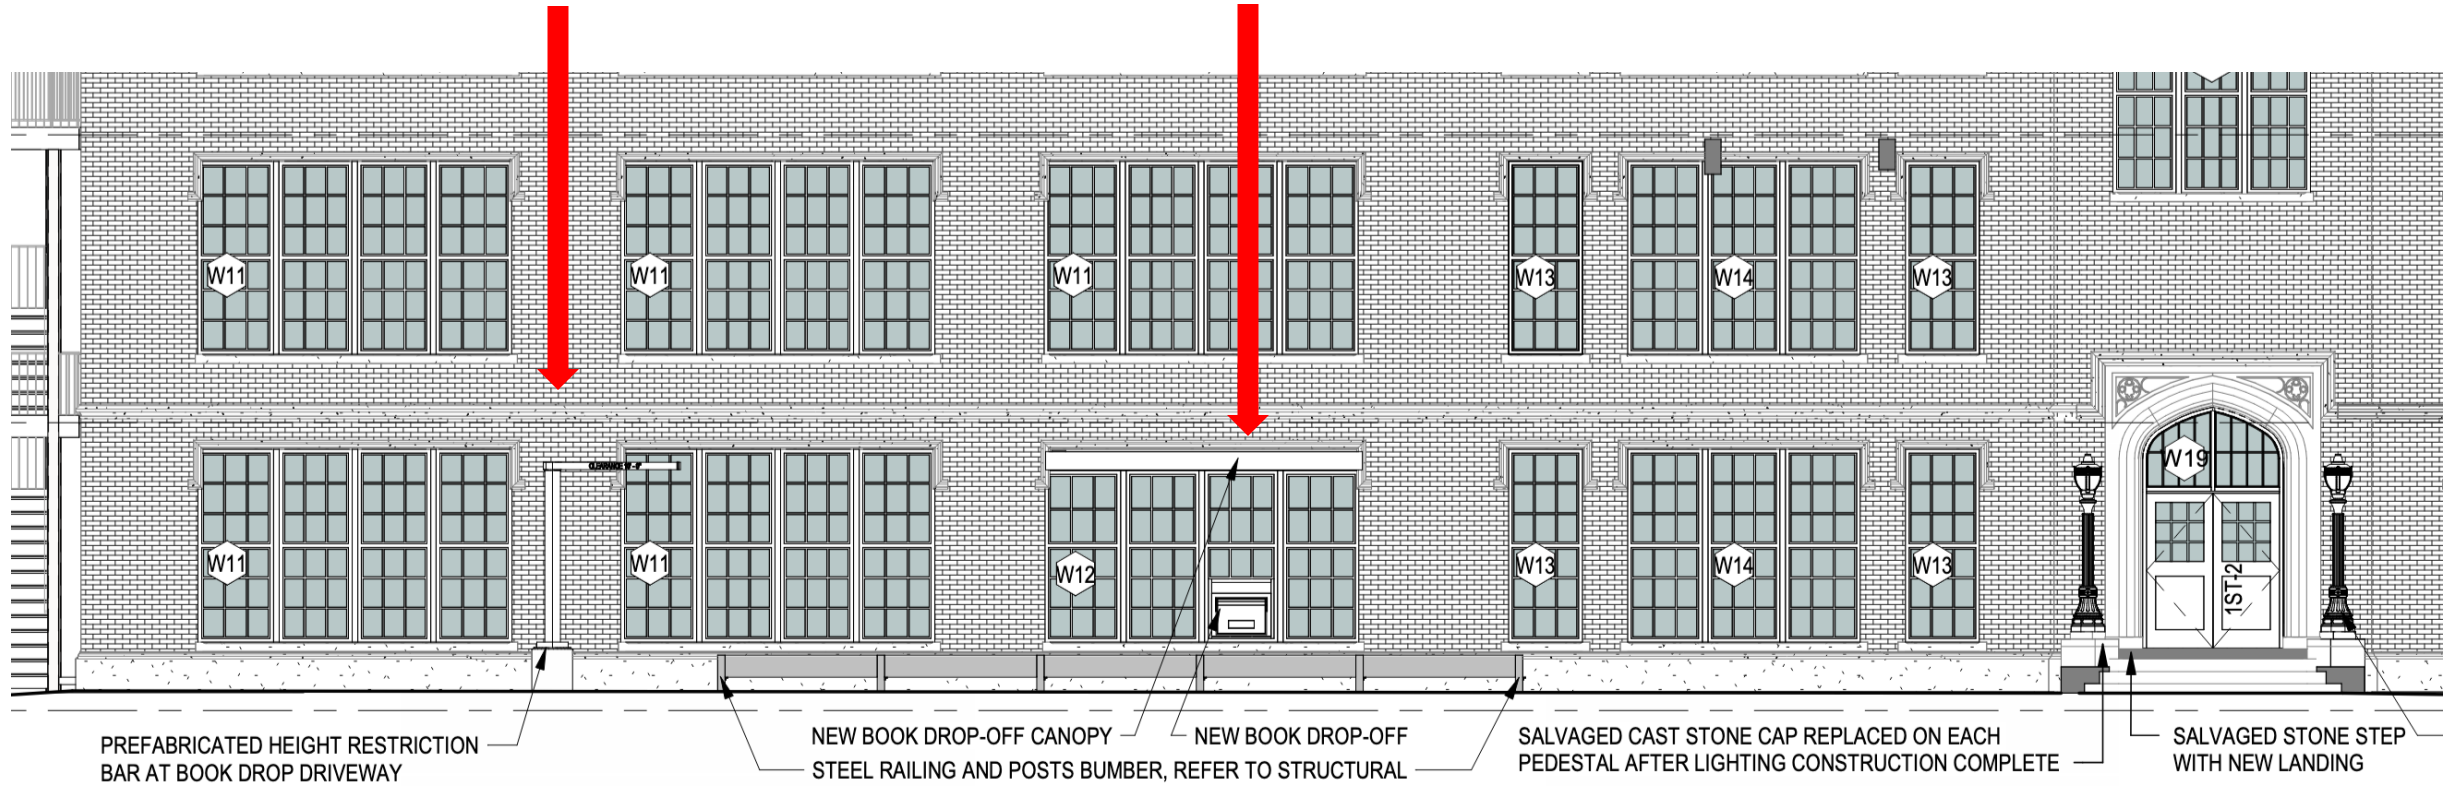 W11
W11
W11
W13
W14
W13
CLEARANCE
W19
W11
W11
W12
W13
W14
W13
1ST-2
PREFABRICATED HEIGHT RESTRICTION
BAR AT BOOK DROP DRIVEWAY
NEW BOOK DROP-OFF CANOPY
NEW BOOK DROP-OFF
STEEL RAILING AND POSTS BUMBER, REFER TO STRUCTURAL
SALVAGED CAST STONE CAP REPLACED ON EACH
PEDESTAL AFTER LIGHTING CONSTRUCTION COMPLETE
SALVAGED STONE STEP
WITH NEW LANDING